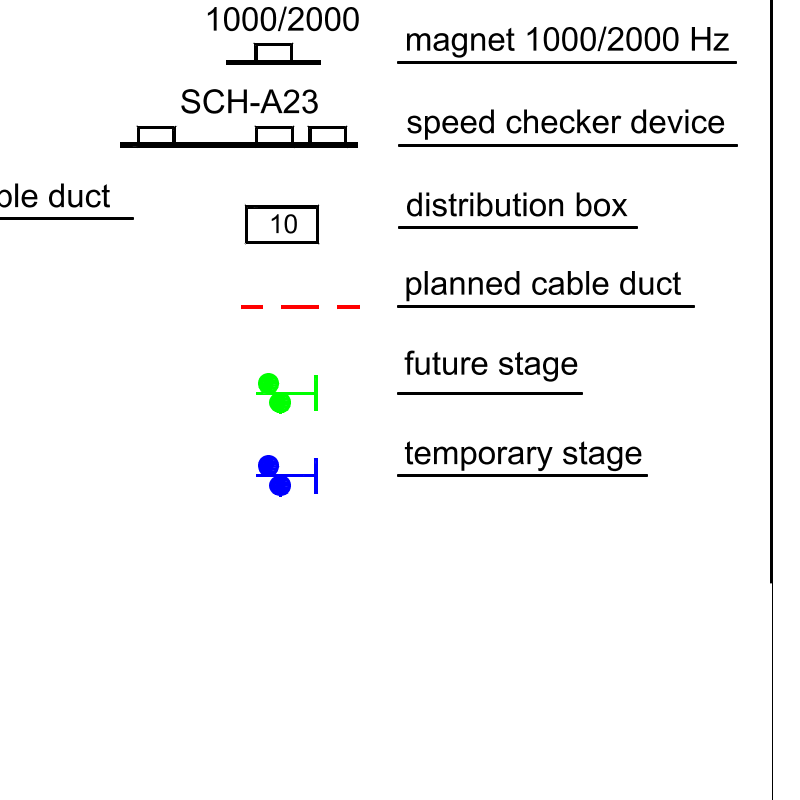 1000/2000
magnet 1000/2000 Hz
SCH-A23
speed checker device
duct
distribution box
10
planned cable duct
future stage
temporary stage